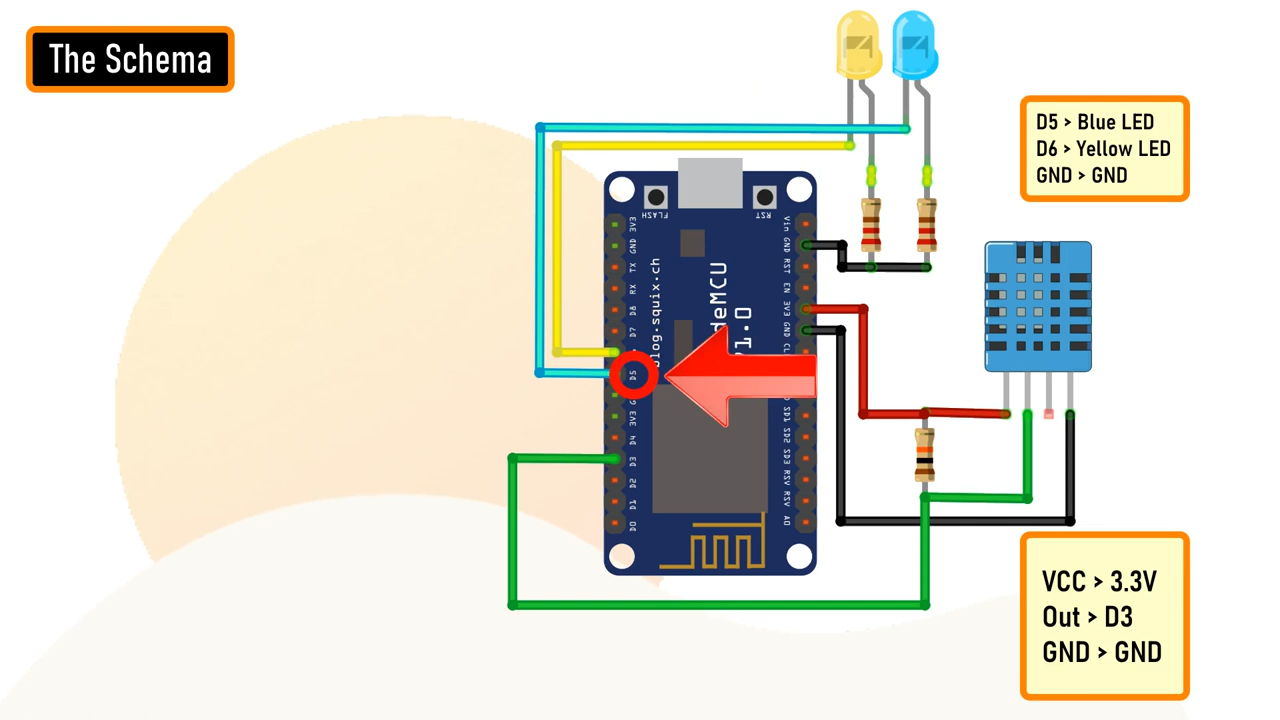 The Schema
D5 > Blue LED
D6 > Yellow LED
GND > GND
FLASH
RST
3V3
GND
TX
RX
D8
D7
D5
3V3
D4
D3
D2
D1
D0
blog.squix.ch
deMCU
1.0
Vin
GND
RST
EN
3V3
GND
CL
SD1
SD2
SD3
RSV
RSV
A0
VCC > 3.3V
Out > D3
GND > GND